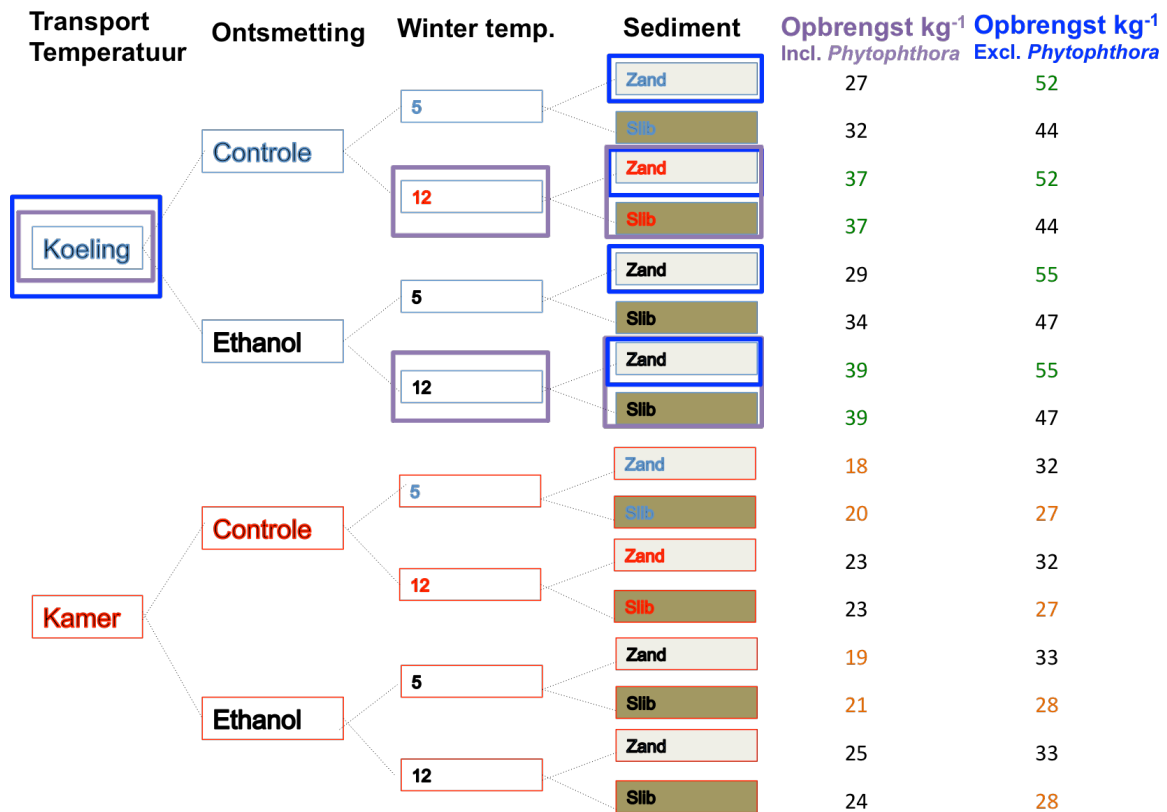 Transport
Temperatuur
Ontsmetting
Winter temp.
Sediment
Opbrengst kg-1
Incl. Phytophthora
Opbrengst kg-1
Excl. Phytophthora
Zand 27 52
5
Slib 32 44
Controle
Zand 37 52
12
Slib 37 44
Koeling
Zand 29 55
5
Slib 34 47
Ethanol
Zand 39 55
12
Slib 39 47
Zand 18 32
5
Slib 20 27
Controle
Zand 23 32
12
Slib 23 27
Kamer
Zand 19 33
5
Slib 21 28
Ethanol
Zand 25 33
12
Slib 24 28